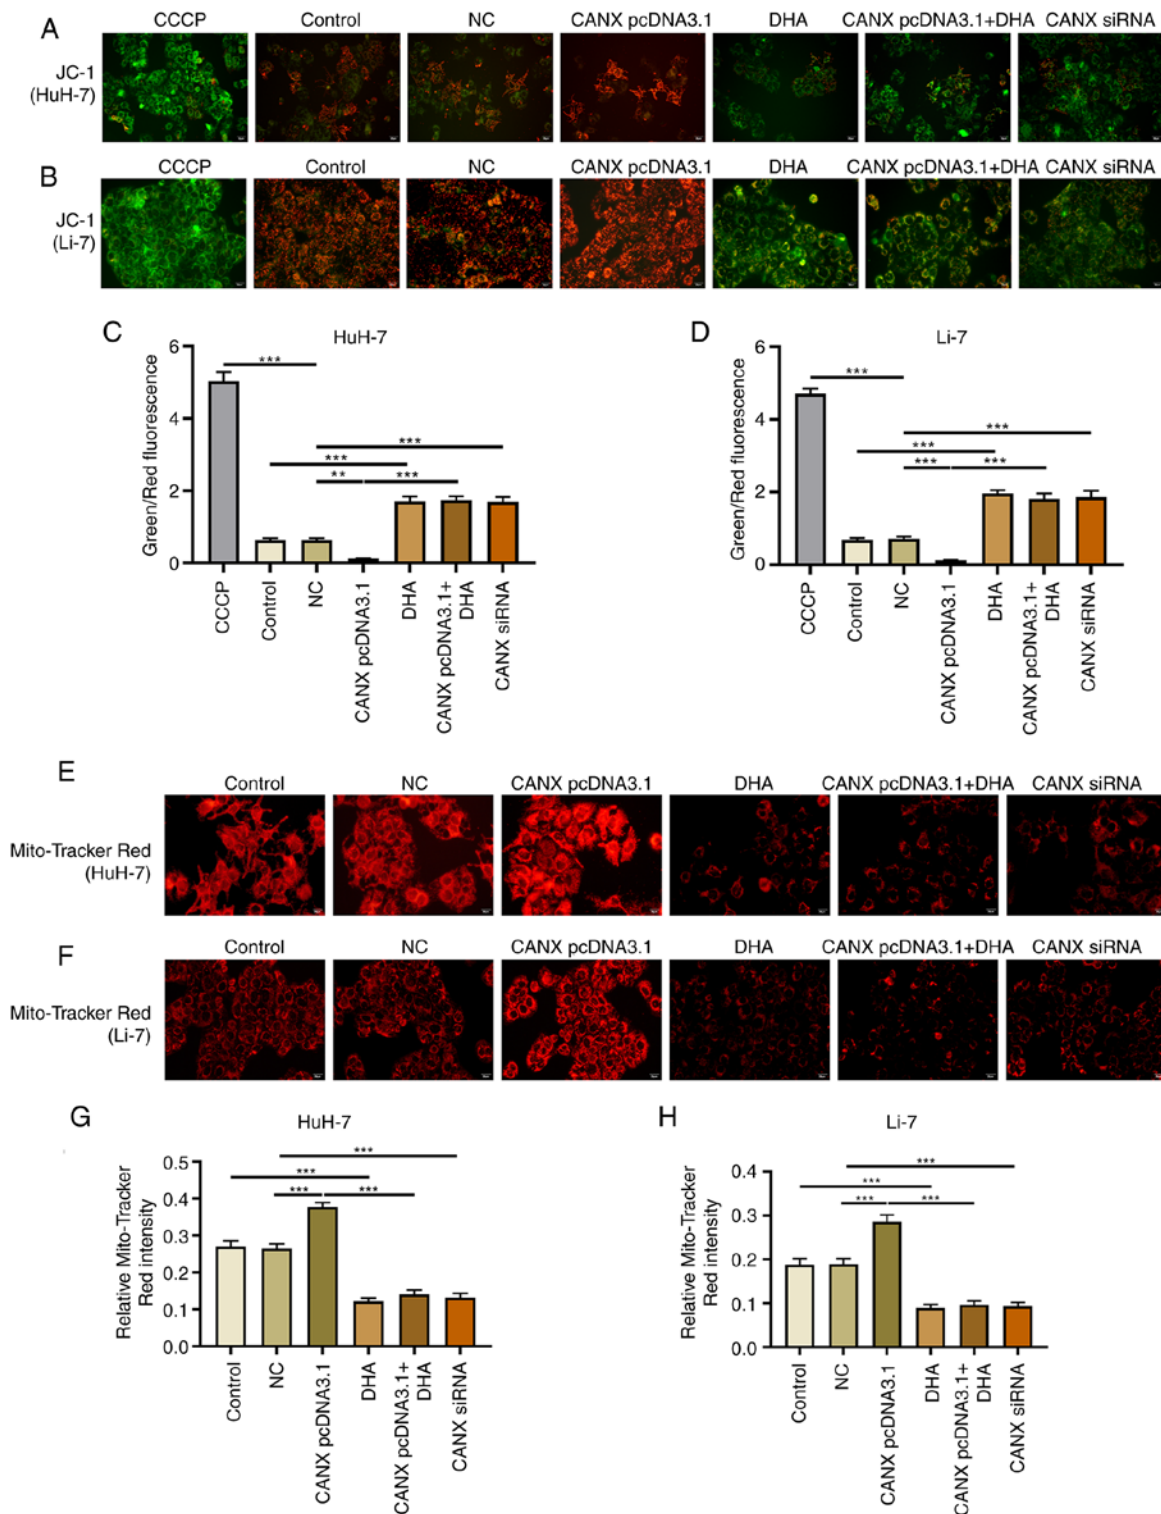 A
CCCP Control NC CANX pcDNA3.1 DHA CANX pcDNA3.1+DHA CANX siRNA
JC-1
(HuH-7)
B
CCCP Control NC CANX pcDNA3.1 DHA CANX pcDNA3.1+DHA CANX siRNA
JC-1
(Li-7)
C
HuH-7
Green/Red fluorescence
6
4
2
0
***
***
***
** ***
CCCP
Control
NC
CANX pcDNA3.1
DHA
CANX pcDNA3.1+
DHA
CANX siRNA
D
Li-7
Green/Red fluorescence
6
4
2
0
***
***
***
*** ***
CCCP
Control
NC
CANX pcDNA3.1
DHA
CANX pcDNA3.1+
DHA
CANX siRNA
E
Control NC CANX pcDNA3.1 DHA CANX pcDNA3.1+DHA CANX siRNA
Mito-Tracker Red
(HuH-7)
F
Control NC CANX pcDNA3.1 DHA CANX pcDNA3.1+DHA CANX siRNA
Mito-Tracker Red
(Li-7)
G
HuH-7
Relative Mito-Tracker
Red intensity
0.5
0.4
0.3
0.2
0.1
0.0
***
***
*** ***
Control
NC
CANX pcDNA3.1
DHA
CANX pcDNA3.1+
DHA
CANX siRNA
H
Li-7
Relative Mito-Tracker
Red intensity
0.4
0.3
0.2
0.1
0.0
***
***
*** ***
Control
NC
CANX pcDNA3.1
DHA
CANX pcDNA3.1+
DHA
CANX siRNA